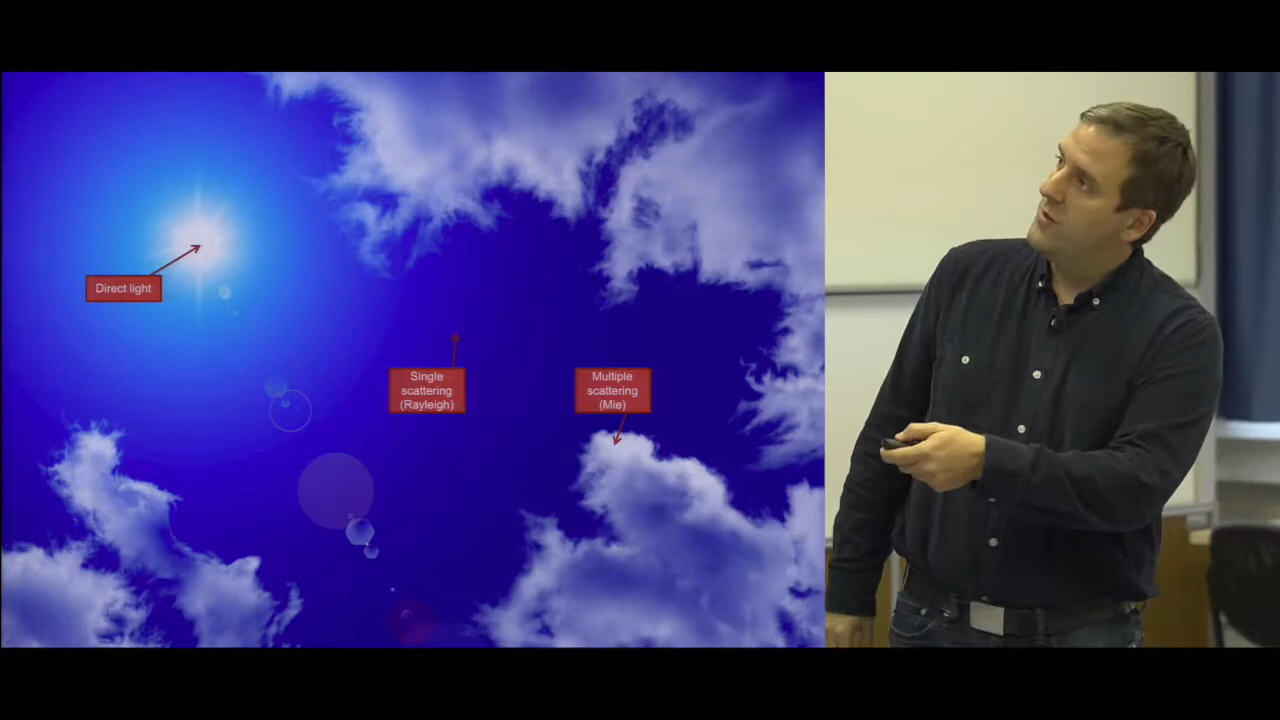 Direct light
Single
scattering
(Rayleigh)
Multiple
scattering
(Mie)